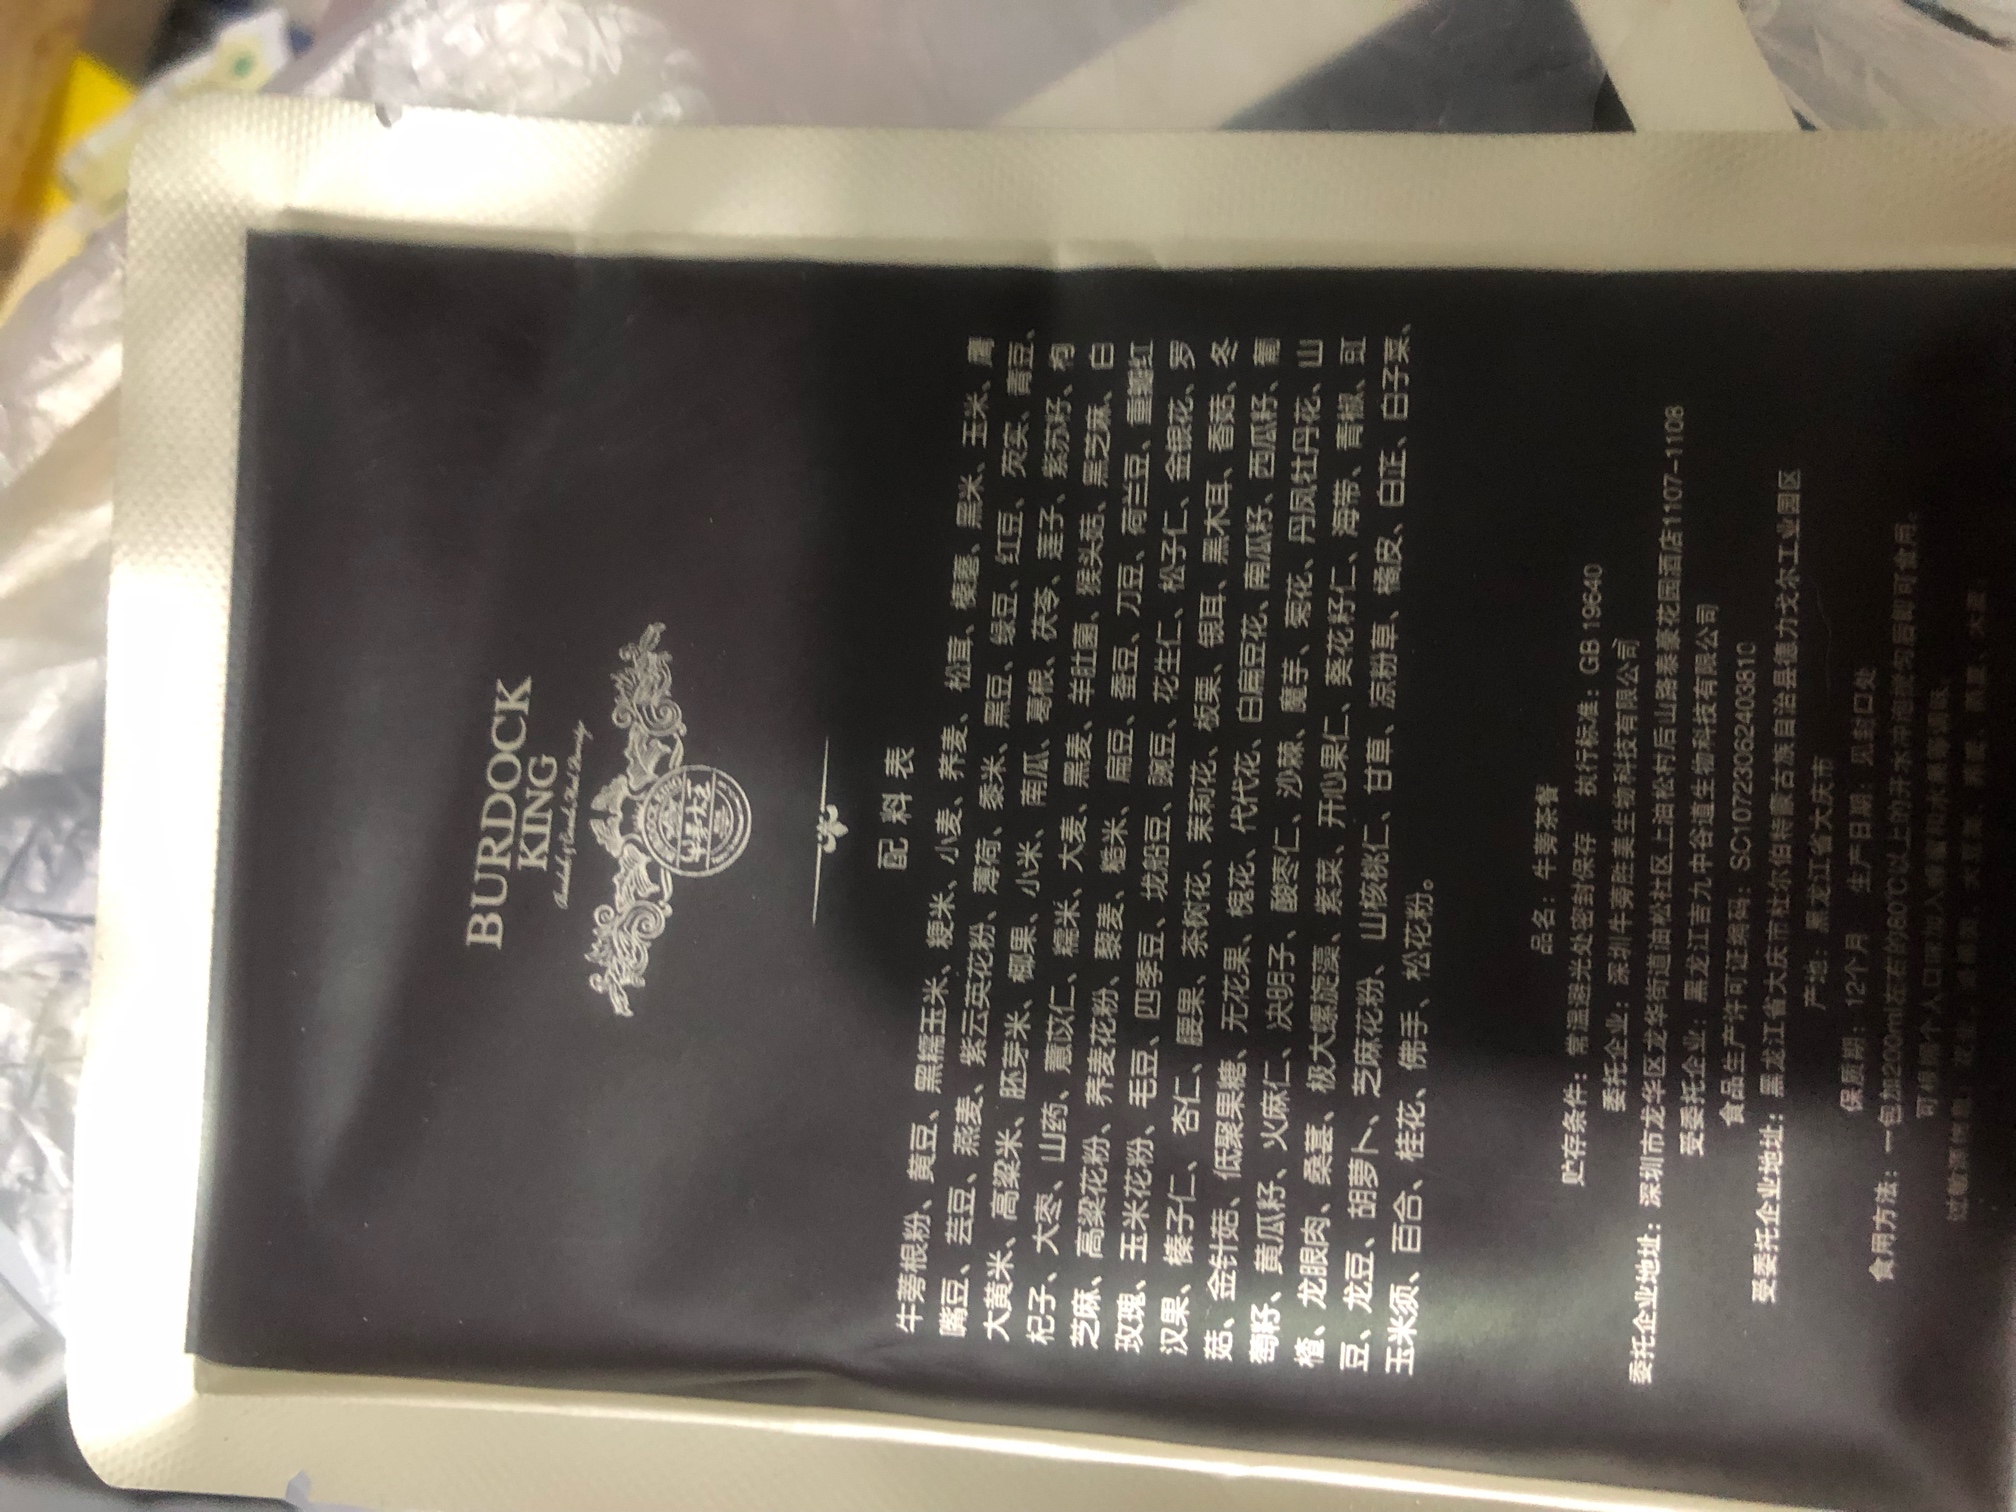 BURDOCK
KING
牛蒡大王
配料表
牛蒡根粉、黄豆、黑糯玉米、粳米、小麦、荞麦、松茸、榛蘑、黑米、玉米、鹰
嘴豆、芸豆、燕麦、紫云英花粉、薄荷、黍米、黑豆、绿豆、红豆、芡实、青豆、
大黄米、高粱米、胚芽米、椰果、小米、南瓜、葛根、茯苓、莲子、紫苏籽、枸
杞子、大枣、山药、薏苡仁、糯米、大麦、黑麦、羊肚菌、猴头菇、黑芝麻、白
芝麻、高粱花粉、荞麦花粉、藜麦、糙米、扁豆、蚕豆、刀豆、荷兰豆、重瓣红
玫瑰、玉米花粉、毛豆、四季豆、龙船豆、豌豆、花生仁、松子仁、金银花、罗
汉果、榛子仁、杏仁、腰果、茶树花、茉莉花、板栗、银耳、黑木耳、香菇、冬
菇、金针菇、低聚果糖、无花果、槐花、代代花、白扁豆花、南瓜籽、西瓜籽、葡
萄籽、黄瓜籽、火麻仁、决明子、酸枣仁、沙棘、魔芋、菊花、丹凤牡丹花、山
楂、龙眼肉、桑葚、极大螺旋藻、紫菜、开心果仁、葵花籽仁、海带、青椒、豇
豆、龙豆、胡萝卜、芝麻花粉、山核桃仁、甘草、凉粉草、橘皮、白芷、白子菜、
玉米须、百合、桂花、佛手、松花粉。
品名：牛蒡茶餐
贮存条件：常温避光处密封保存 执行标准：GB 19640
委托企业：深圳牛蒡胜美生物科技有限公司
委托企业地址：深圳市龙华区龙华街道油松社区上油松村后山路泰豪花园酒店1107-1108
受委托企业：黑龙江吉九中谷道生物科技有限公司
食品生产许可证编码：SC10723062403810
受委托企业地址：黑龙江省大庆市杜尔伯特蒙古族自治县德力戈尔工业园区
产地：黑龙江省大庆市
保质期：12个月 生产日期：见封口处
食用方法：一包加200ml左右的80℃以上的开水冲泡搅匀后即可食用；
可根据个人口味加入蜂蜜和水果等调味
过敏源信息：